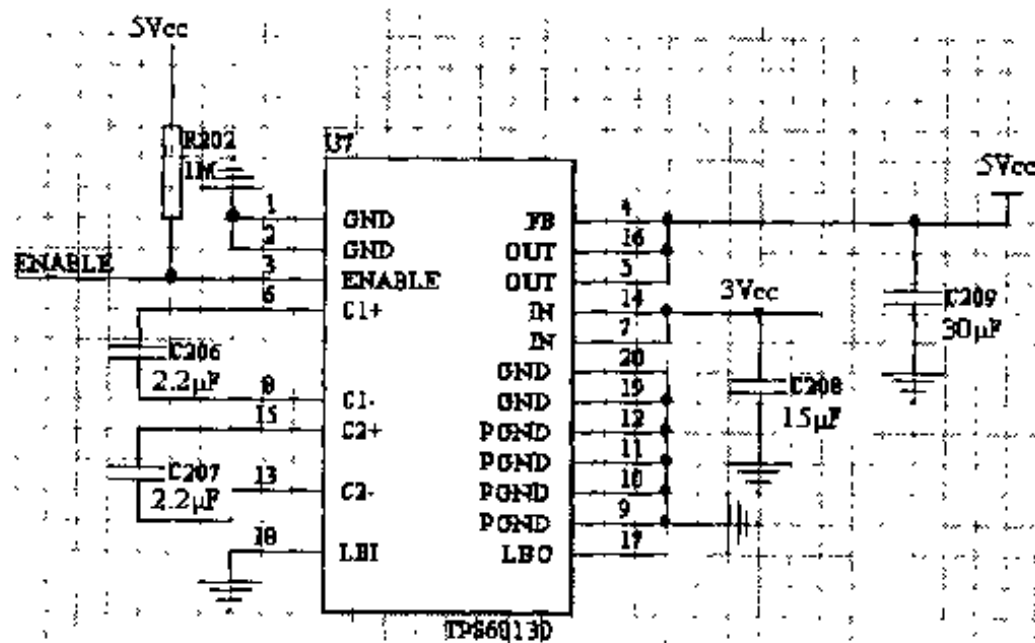 5Vcc
R202
1M
U7
5Vcc
1
GND
FB
4
2
GND
OUT
16
ENABLE
3
ENABLE
OUT
5
6
C1+
IN
14
3Vcc
C209
30μF
IN
7
C206
2.2μF
GND
20
8
C1-
GND
19
C208
15μF
15
C2+
PGND
12
PGND
11
C207
2.2μF
13
C2-
PGND
10
PGND
9
18
LBI
LBO
17
TPS60130